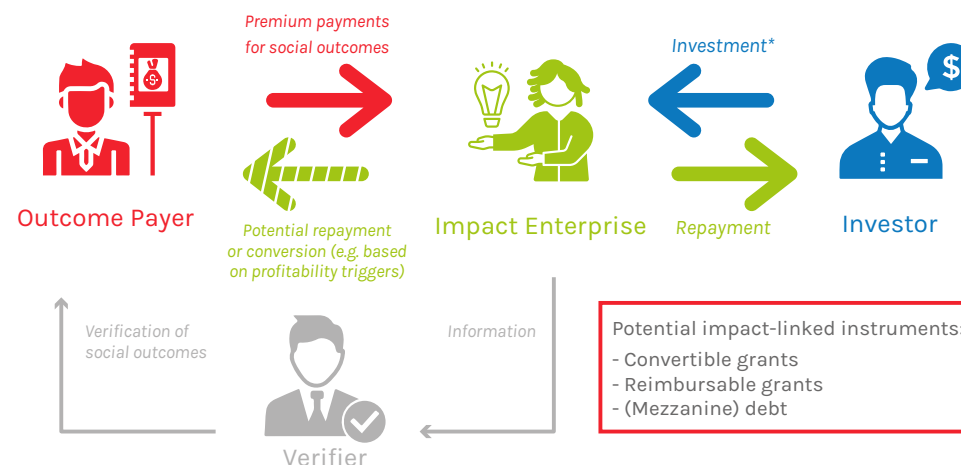 Premium payments
for social outcomes
Investment*
$
$
Outcome Payer
Potential repayment
or conversion (e.g. based
on profitability triggers)
Impact Enterprise
Repayment
Investor
Verification of
social outcomes
Information
Potential impact-linked instruments:
- Convertible grants
- Reimbursable grants
- (Mezzanine) debt
Verifier